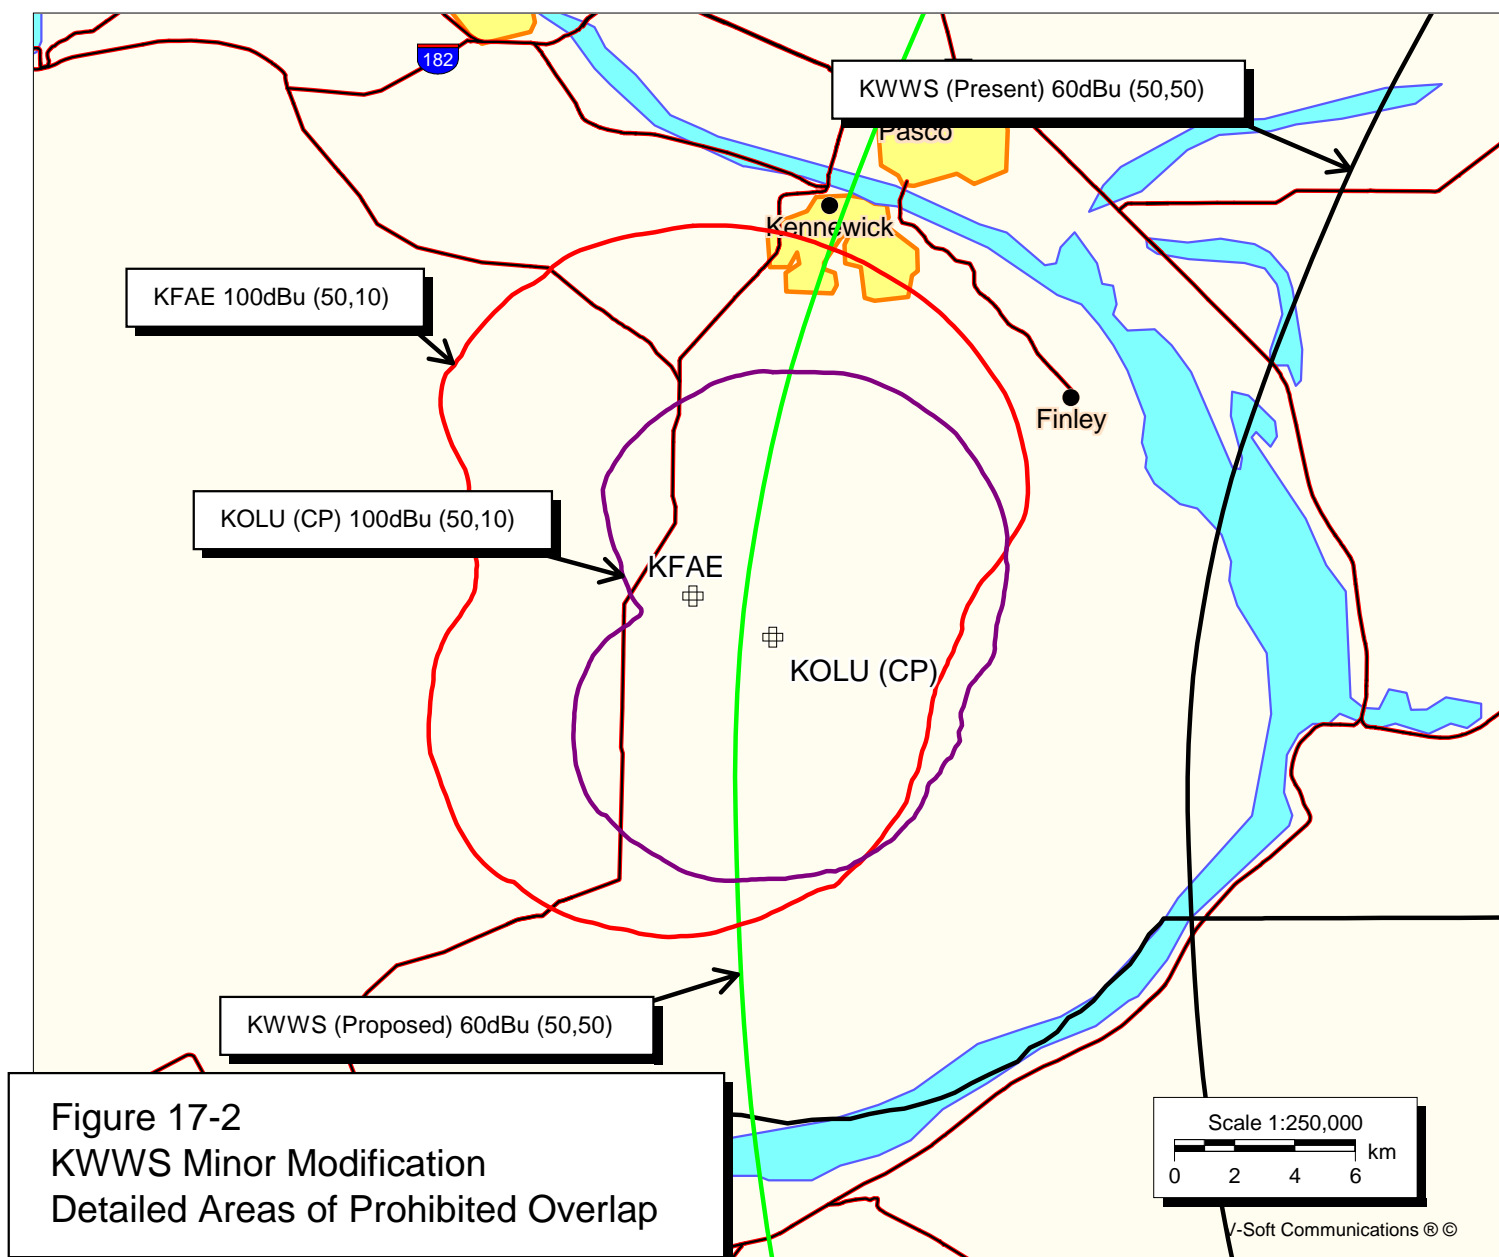 182
KWWS (Present) 60dBu (50,50)
Pasco
Kennewick
KFAE 100dBu (50,10)
Finley
KOLU (CP) 100dBu (50,10)
KFAE
KOLU (CP)
KWWS (Proposed) 60dBu (50,50)
Figure 17-2
KWWS Minor Modification
Detailed Areas of Prohibited Overlap
Scale 1:250,000
km
0 2 4 6
V-Soft Communications ® ©